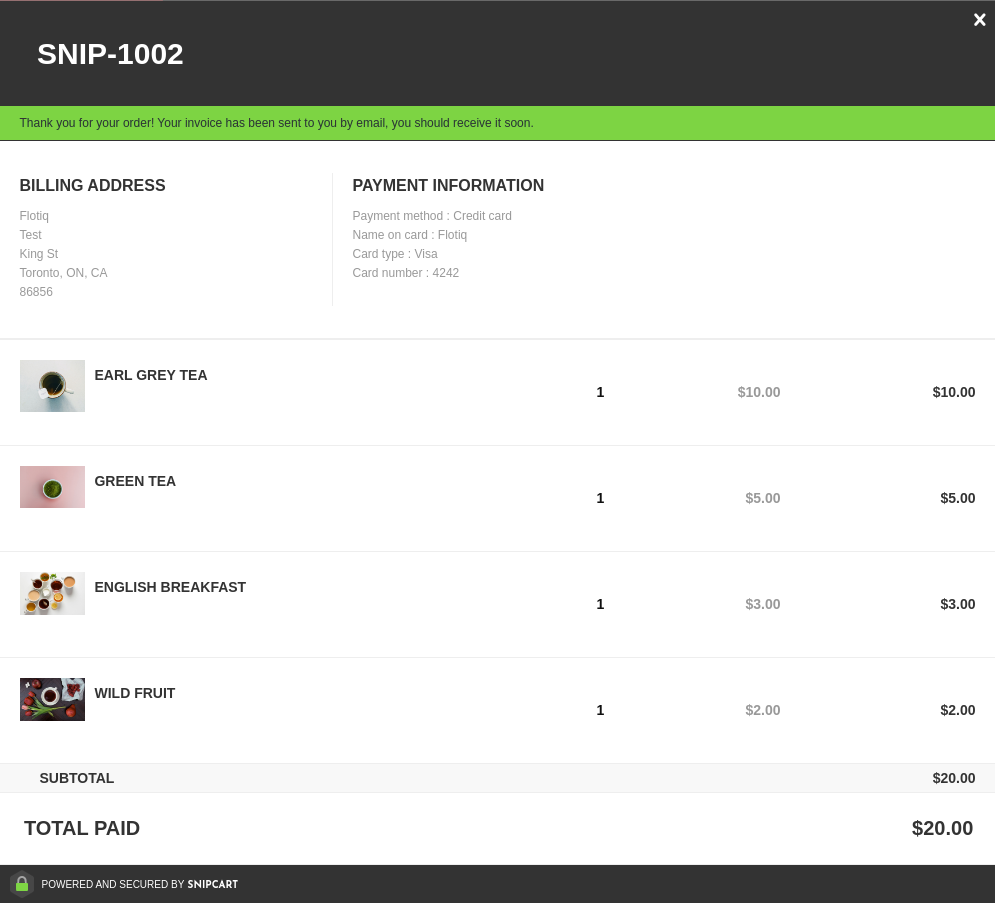 SNIP-1002
Thank you for your order! Your invoice has been sent to you by email, you should receive it soon.
BILLING ADDRESS
Flotiq
Test
King St
Toronto, ON, CA
86856
PAYMENT INFORMATION
Payment method : Credit card
Name on card : Flotiq
Card type : Visa
Card number : 4242
EARL GREY TEA 1 $10.00 $10.00
GREEN TEA 1 $5.00 $5.00
ENGLISH BREAKFAST 1 $3.00 $3.00
WILD FRUIT 1 $2.00 $2.00
SUBTOTAL $20.00
TOTAL PAID $20.00
POWERED AND SECURED BY SNIPCART